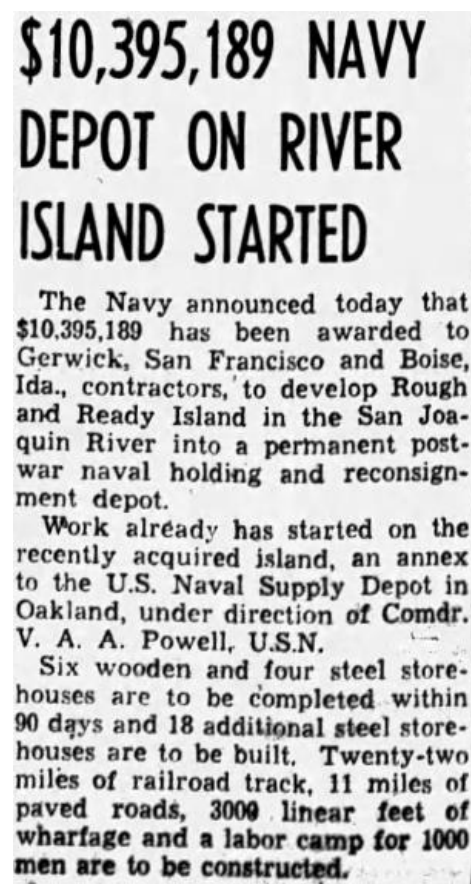 $10,395,189 NAVY
DEPOT ON RIVER
ISLAND STARTED
The Navy announced today that
$10,395,189 has been awarded to
Gerwick, San Francisco and Boise,
Ida., contractors, to develop Rough
and Ready Island in the San Joa-
quin River into a permanent post-
war naval holding and reconsign-
ment depot.
Work already has started on the
recently acquired island, an annex
to the U.S. Naval Supply Depot in
Oakland, under direction of Comdr.
V. A. A. Powell, U.S.N.
Six wooden and four steel store-
houses are to be completed within
90 days and 18 additional steel store-
houses are to be built. Twenty-two
miles of railroad track, 11 miles of
paved roads, 3000 linear feet of
wharfage and a labor camp for 1000
men are to be constructed.